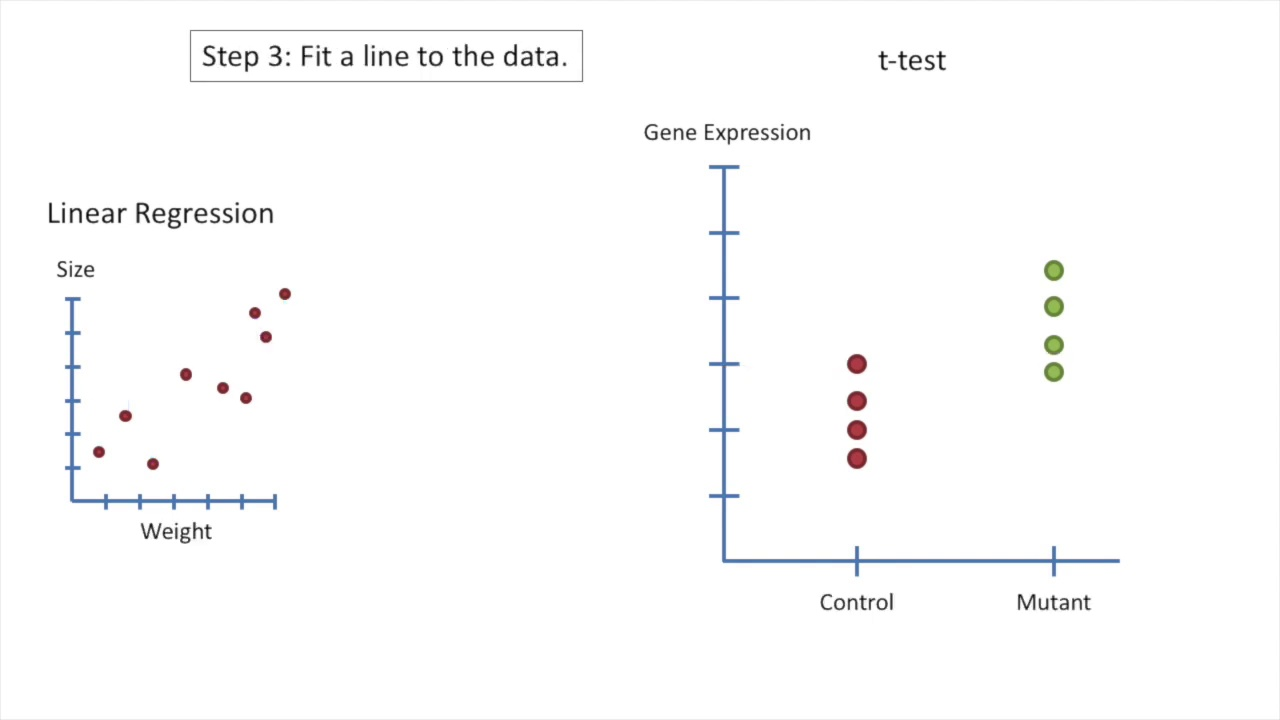 Step 3: Fit a line to the data.
t-test
Gene Expression
Linear Regression
Size
Weight
Control
Mutant